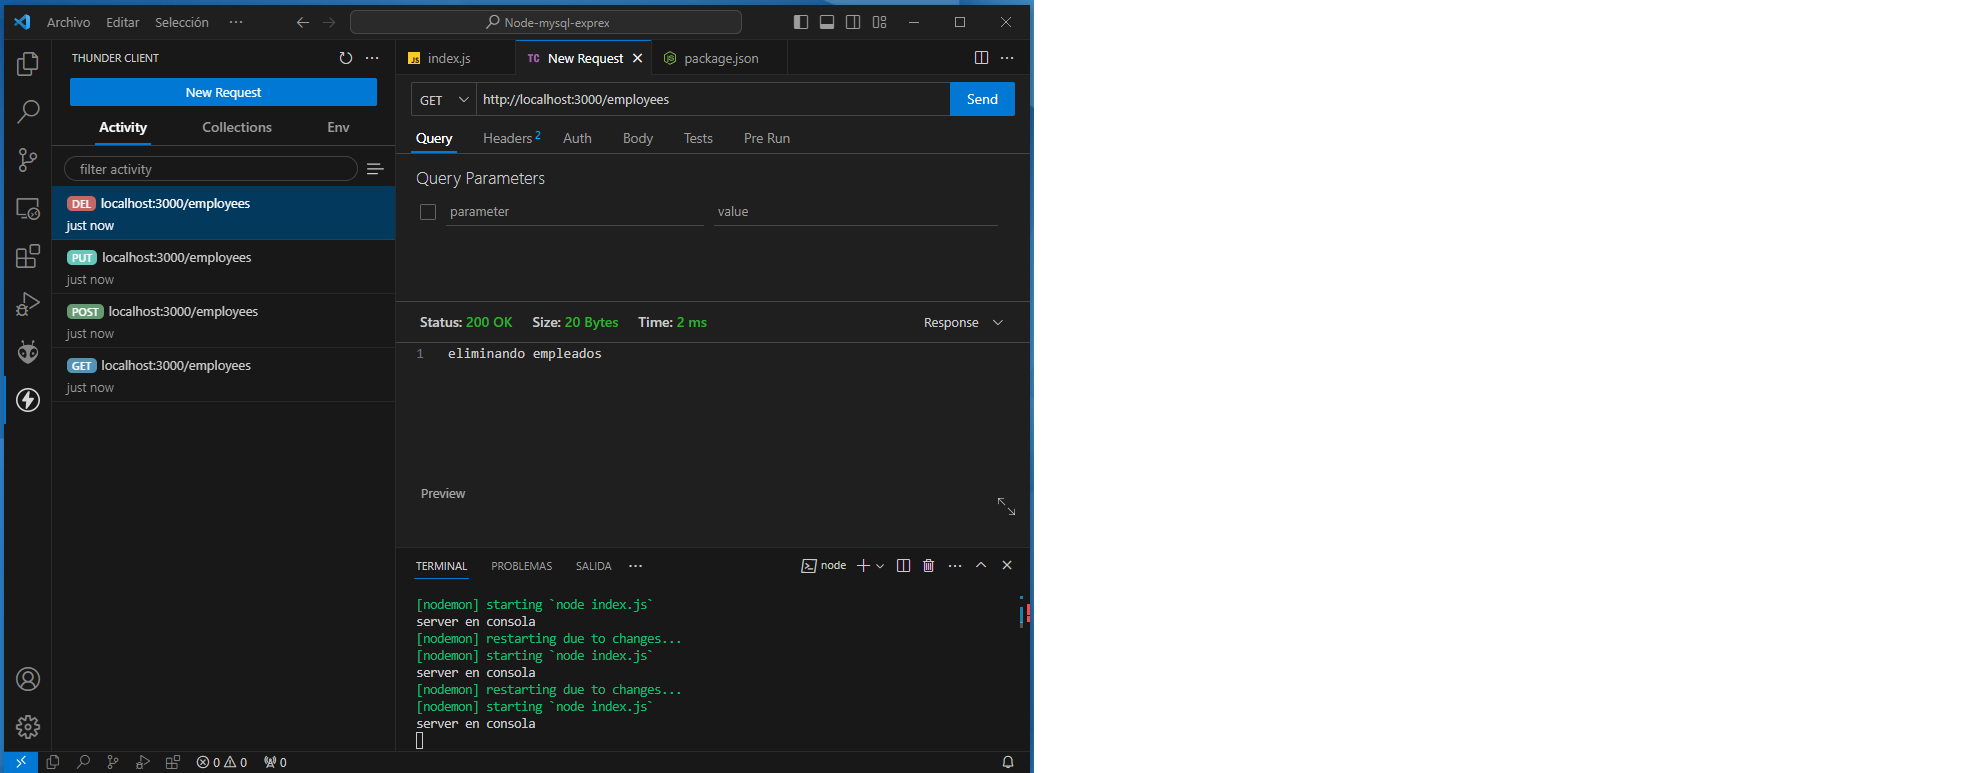 Archivo Editar Selección ··· Node-mysql-exprex
THUNDER CLIENT
New Request
Activity Collections Env
filter activity
DEL localhost:3000/employees
just now
PUT localhost:3000/employees
just now
POST localhost:3000/employees
just now
GET localhost:3000/employees
just now
JS index.js TC New Request package.json
GET http://localhost:3000/employees Send
Query Headers 2 Auth Body Tests Pre Run
Query Parameters
parameter value
Status: 200 OK Size: 20 Bytes Time: 2 ms Response
1 eliminando empleados
Preview
TERMINAL PROBLEMAS SALIDA ··· node
[nodemon] starting `node index.js`
server en consola
[nodemon] restarting due to changes...
[nodemon] starting `node index.js`
server en consola
[nodemon] restarting due to changes...
[nodemon] starting `node index.js`
server en consola
0 0 0